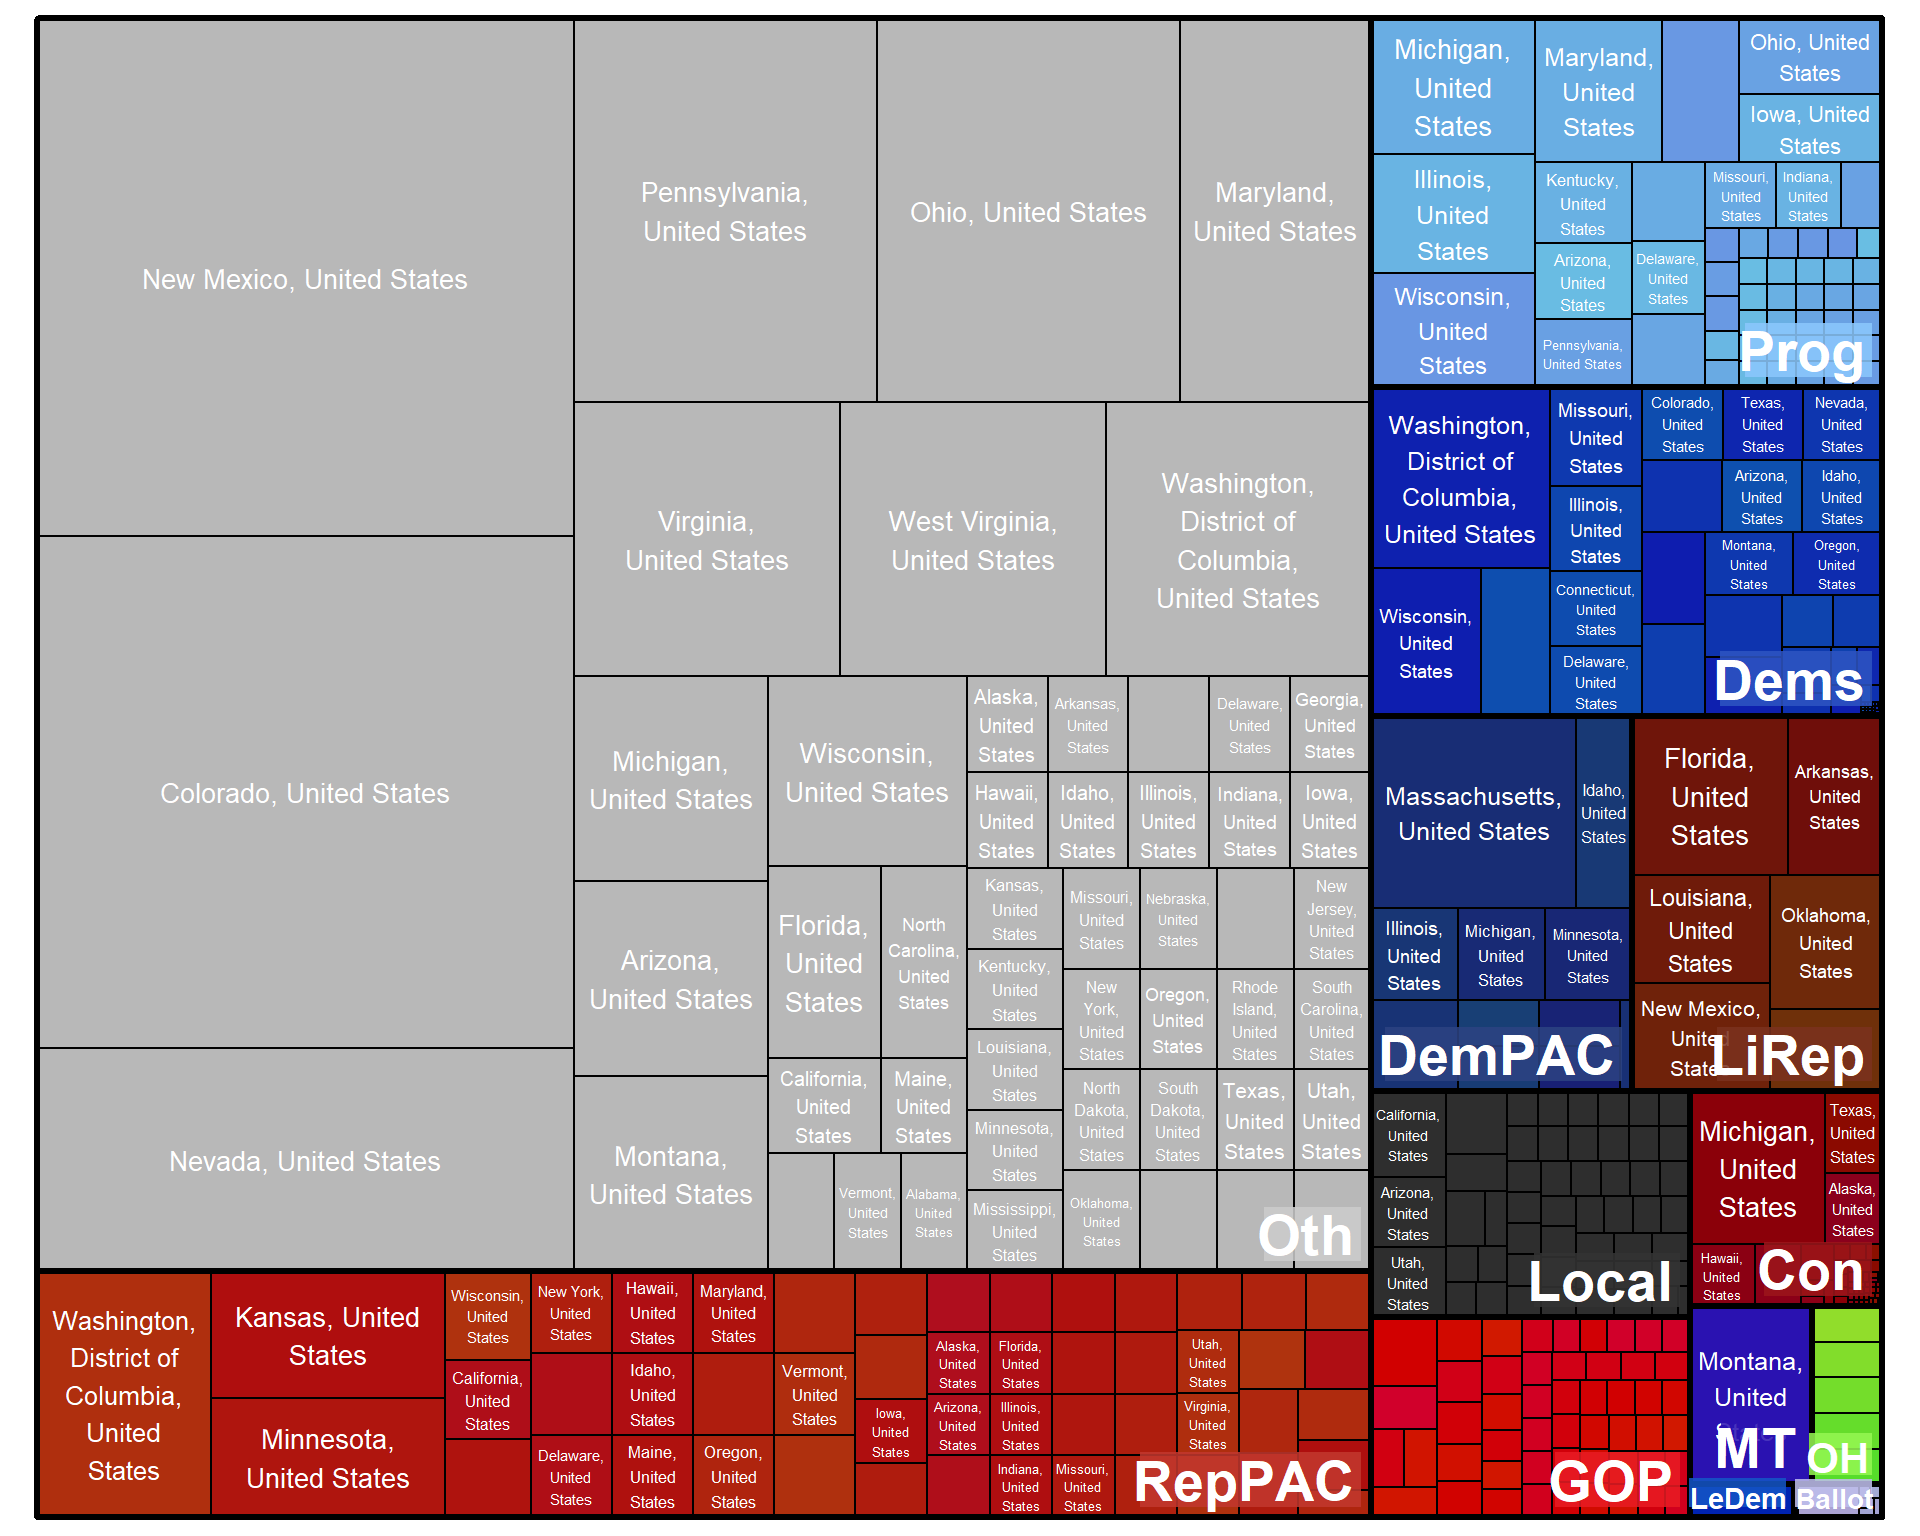 New Mexico, United States
Colorado, United States
Nevada, United States
Pennsylvania,
United States
Ohio, United States
Maryland,
United States
Virginia,
United States
West Virginia,
United States
Washington,
District of
Columbia,
United States
Michigan,
United States
Arizona,
United States
Montana,
United States
Wisconsin,
United States
Florida,
United
States
North
Carolina,
United
States
California,
United
States
Maine,
United
States
Vermont,
United
States
Alabama,
United
States
Alaska,
United
States
Arkansas,
United
States
Delaware,
United
States
Georgia,
United
States
Hawaii,
United
States
Idaho,
United
States
Illinois,
United
States
Indiana,
United
States
Iowa,
United
States
Kansas,
United
States
Kentucky,
United
States
Louisiana,
United
States
Minnesota,
United
States
Mississippi,
United
States
Missouri,
United
States
Nebraska,
United
States
New
Jersey,
United
States
New
York,
United
States
Oregon,
United
States
Rhode
Island,
United
States
South
Carolina,
United
States
North
Dakota,
United
States
South
Dakota,
United
States
Texas,
United
States
Utah,
United
States
Oklahoma,
United
States
Oth
Washington,
District of
Columbia,
United
States
Kansas, United
States
Minnesota,
United States
Wisconsin,
United
States
California,
United
States
New York,
United
States
Delaware,
United
States
Hawaii,
United
States
Idaho,
United
States
Maine,
United
States
Maryland,
United
States
Oregon,
United
States
Vermont,
United
States
Iowa,
United
States
Alaska,
United
States
Arizona,
United
States
Florida,
United
States
Illinois,
United
States
Indiana,
United
States
Missouri,
United
States
Utah,
United
States
Virginia,
United
States
RepPAC
Michigan,
United
States
Illinois,
United
States
Wisconsin,
United
States
Maryland,
United
States
Ohio, United
States
Iowa, United
States
Kentucky,
United
States
Arizona,
United
States
Pennsylvania,
United States
Delaware,
United
States
Missouri,
United
States
Indiana,
United
States
Prog
Washington,
District of
Columbia,
United States
Wisconsin,
United
States
Missouri,
United
States
Illinois,
United
States
Connecticut,
United
States
Delaware,
United
States
Colorado,
United
States
Texas,
United
States
Nevada,
United
States
Arizona,
United
States
Idaho,
United
States
Montana,
United
States
Oregon,
United
States
Dems
Massachusetts,
United States
Idaho,
United
States
Illinois,
United
States
Michigan,
United
States
Minnesota,
United
States
DemPAC
Florida,
United
States
Arkansas,
United
States
Louisiana,
United
States
Oklahoma,
United
States
New Mexico,
United
States
LiRep
California,
United
States
Arizona,
United
States
Utah,
United
States
Local
Michigan,
United
States
Texas,
United
States
Alaska,
United
States
Hawaii,
United
States
Con
GOP
Montana,
United
States
MT
OH
LeDem
Ballot